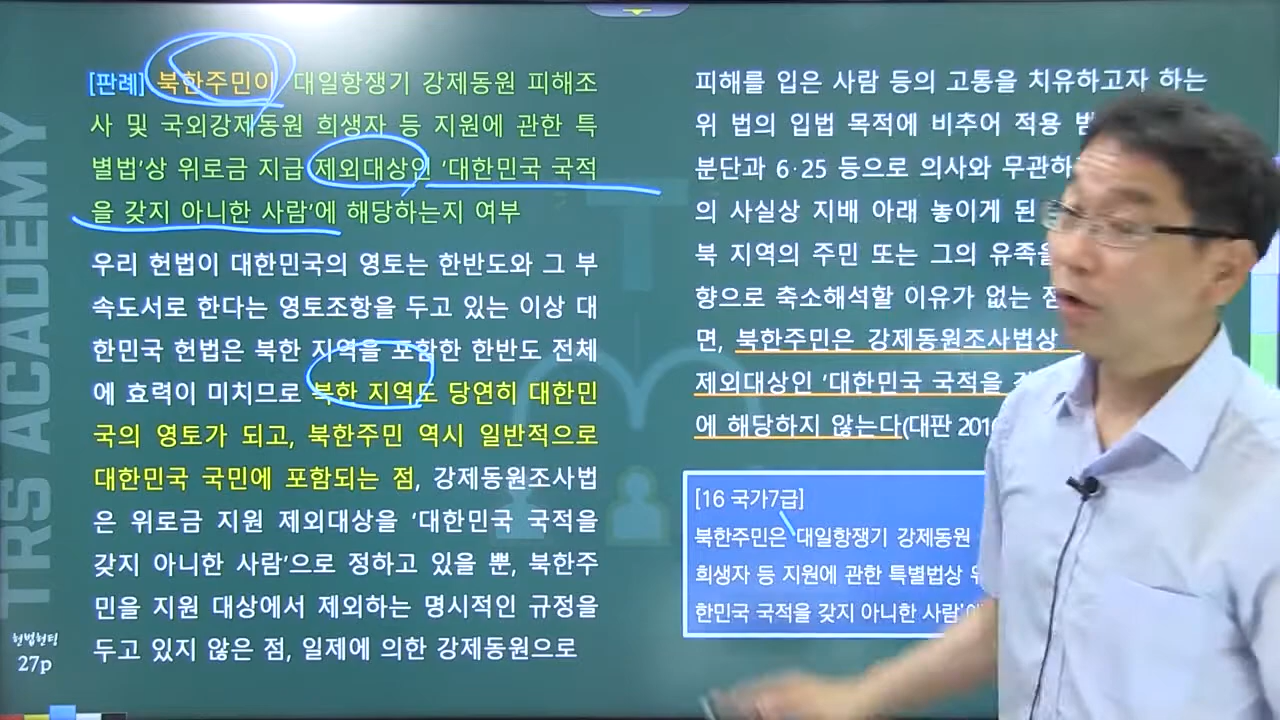 [판례] 북한주민이 대일항쟁기 강제동원 피해조
사 및 국외강제동원 희생자 등 지원에 관한 특
별법'상 위로금 지급 제외대상인 '대한민국 국적
을 갖지 아니한 사람'에 해당하는지 여부
우리 헌법이 대한민국의 영토는 한반도와 그 부
속도서로 한다는 영토조항을 두고 있는 이상 대
한민국 헌법은 북한 지역을 포함한 한반도 전체
에 효력이 미치므로 북한 지역도 당연히 대한민
국의 영토가 되고, 북한주민 역시 일반적으로
대한민국 국민에 포함되는 점, 강제동원조사법
은 위로금 지원 제외대상을 '대한민국 국적을
갖지 아니한 사람'으로 정하고 있을 뿐, 북한주
민을 지원 대상에서 제외하는 명시적인 규정을
두고 있지 않은 점, 일제에 의한 강제동원으로
피해를 입은 사람 등의 고통을 치유하고자 하는
위 법의 입법 목적에 비추어 적용
분단과 6·25 등으로 의사와 무관하
의 사실상 지배 아래 놓이게 된
북 지역의 주민 또는 그의 유족을
향으로 축소해석할 이유가 없는 점
면, 북한주민은 강제동원조사법상
제외대상인 '대한민국 국적을
에 해당하지 않는다(대판 201
[16 국가7급]
북한주민은 대일항쟁기 강제동원
희생자 등 지원에 관한 특별법상
한민국 국적을 갖지 아니한 사람'에
TRS ACADEMY
헌법헌팅
27p